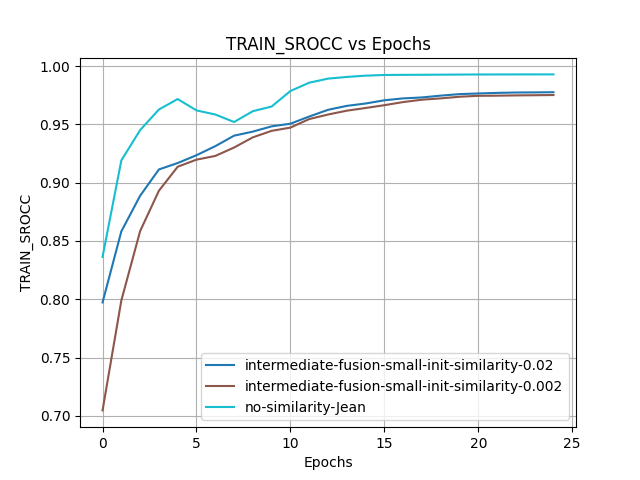 TRAIN_SROCC vs Epochs
1.00
0.95
0.90
0.85
0.80
0.75
0.70
TRAIN_SROCC
intermediate-fusion-small-init-similarity-0.02
intermediate-fusion-small-init-similarity-0.002
no-similarity-Jean
0 5 10 15 20 25
Epochs